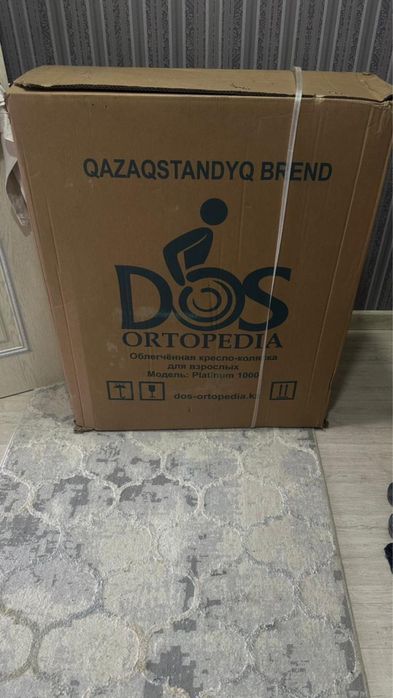 QAZAQSTANDYQ BREND
DOS
ORTOPEDIA
Облегчённая кресло-коляска
для взрослых
Модель: Platinum 1000
dos-ortopedia.kz